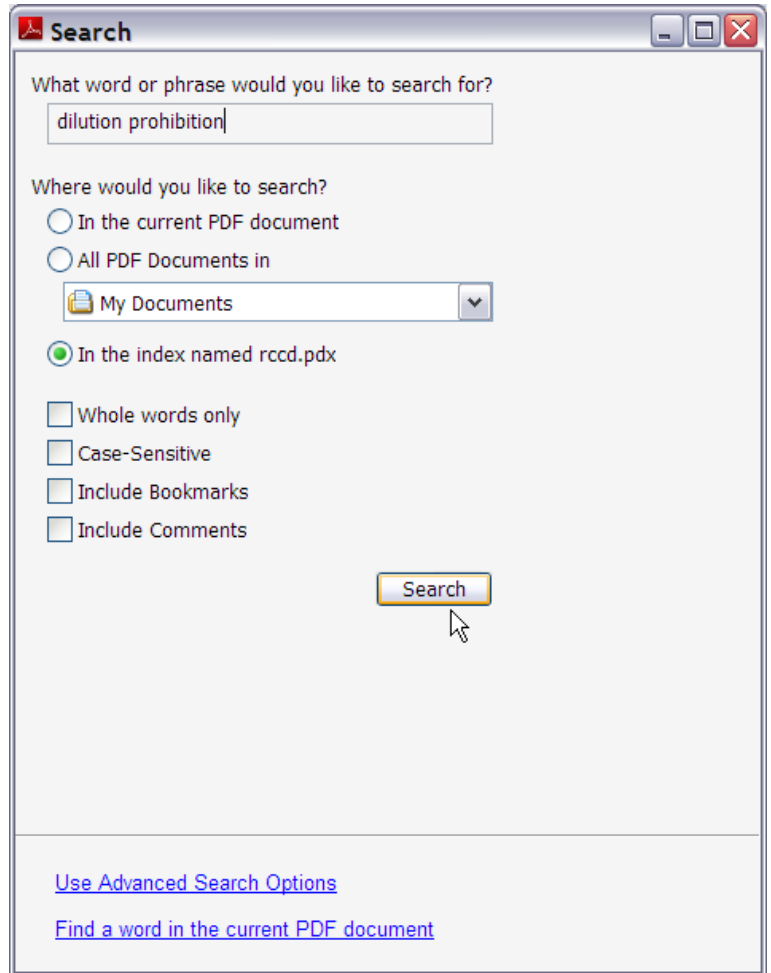 Search
What word or phrase would you like to search for?
dilution prohibition
Where would you like to search?
In the current PDF document
All PDF Documents in
My Documents
In the index named rccd.pdx
Whole words only
Case-Sensitive
Include Bookmarks
Include Comments
Search
Use Advanced Search Options
Find a word in the current PDF document